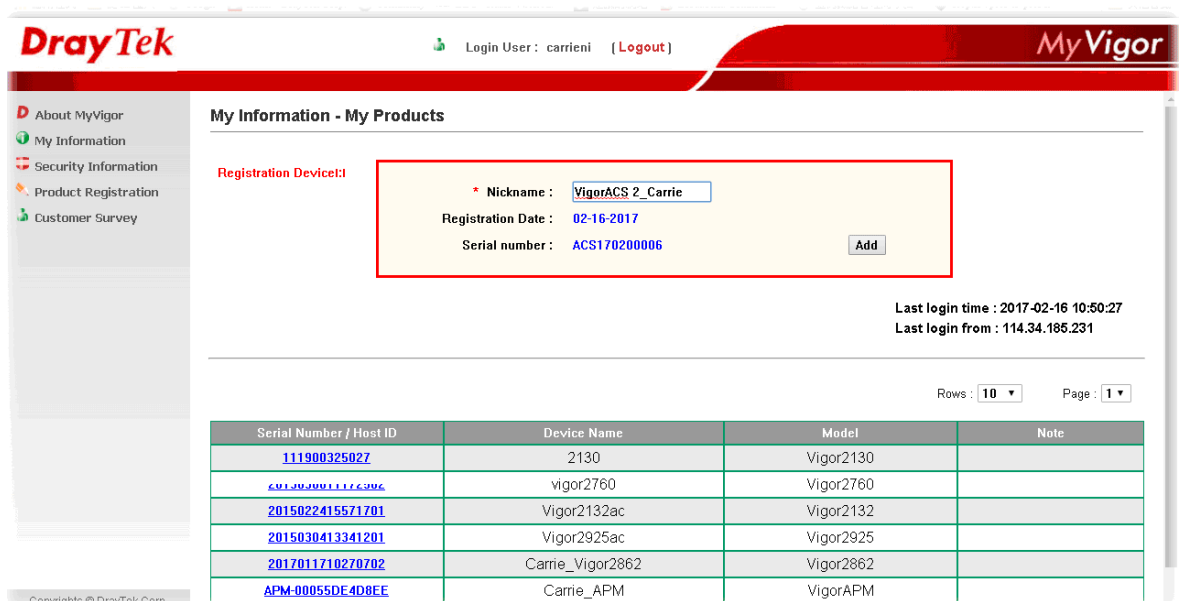 DrayTek
Login User : carrieni ( Logout )
MyVigor
About MyVigor
My Information
Security Information
Product Registration
Customer Survey
My Information - My Products
Registration Devicel:l
* Nickname : VigorACS 2_Carrie
Registration Date : 02-16-2017
Serial number : ACS170200006 Add
Last login time : 2017-02-16 10:50:27
Last login from : 114.34.185.231
Rows : 10 Page : 1
Serial Number / Host ID Device Name Model Note
111900325027 2130 Vigor2130
vigor2760 Vigor2760
2015022415571701 Vigor2132ac Vigor2132
2015030413341201 Vigor2925ac Vigor2925
2017011710270702 Carrie_Vigor2862 Vigor2862
APM-00055DE4D8EE Carrie_APM VigorAPM
Copyrights © DrayTek Corp.